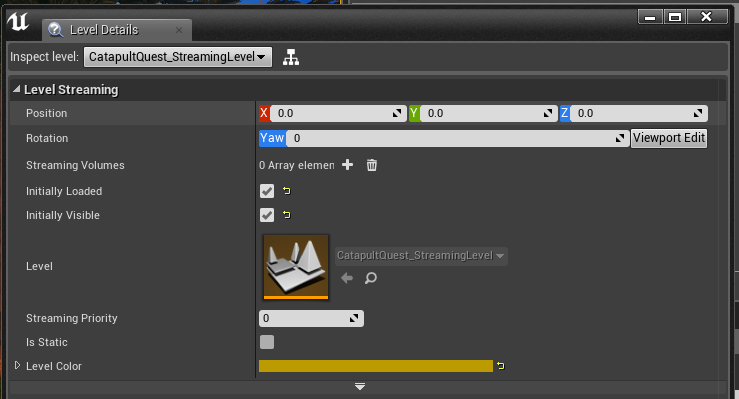 Level Details
Inspect level: CatapultQuest_StreamingLevel
Level Streaming
Position X 0.0 Y 0.0 Z 0.0
Rotation Yaw 0 Viewport Edit
Streaming Volumes 0 Array elemen
Initially Loaded
Initially Visible
Level CatapultQuest_StreamingLevel
Streaming Priority 0
Is Static
Level Color